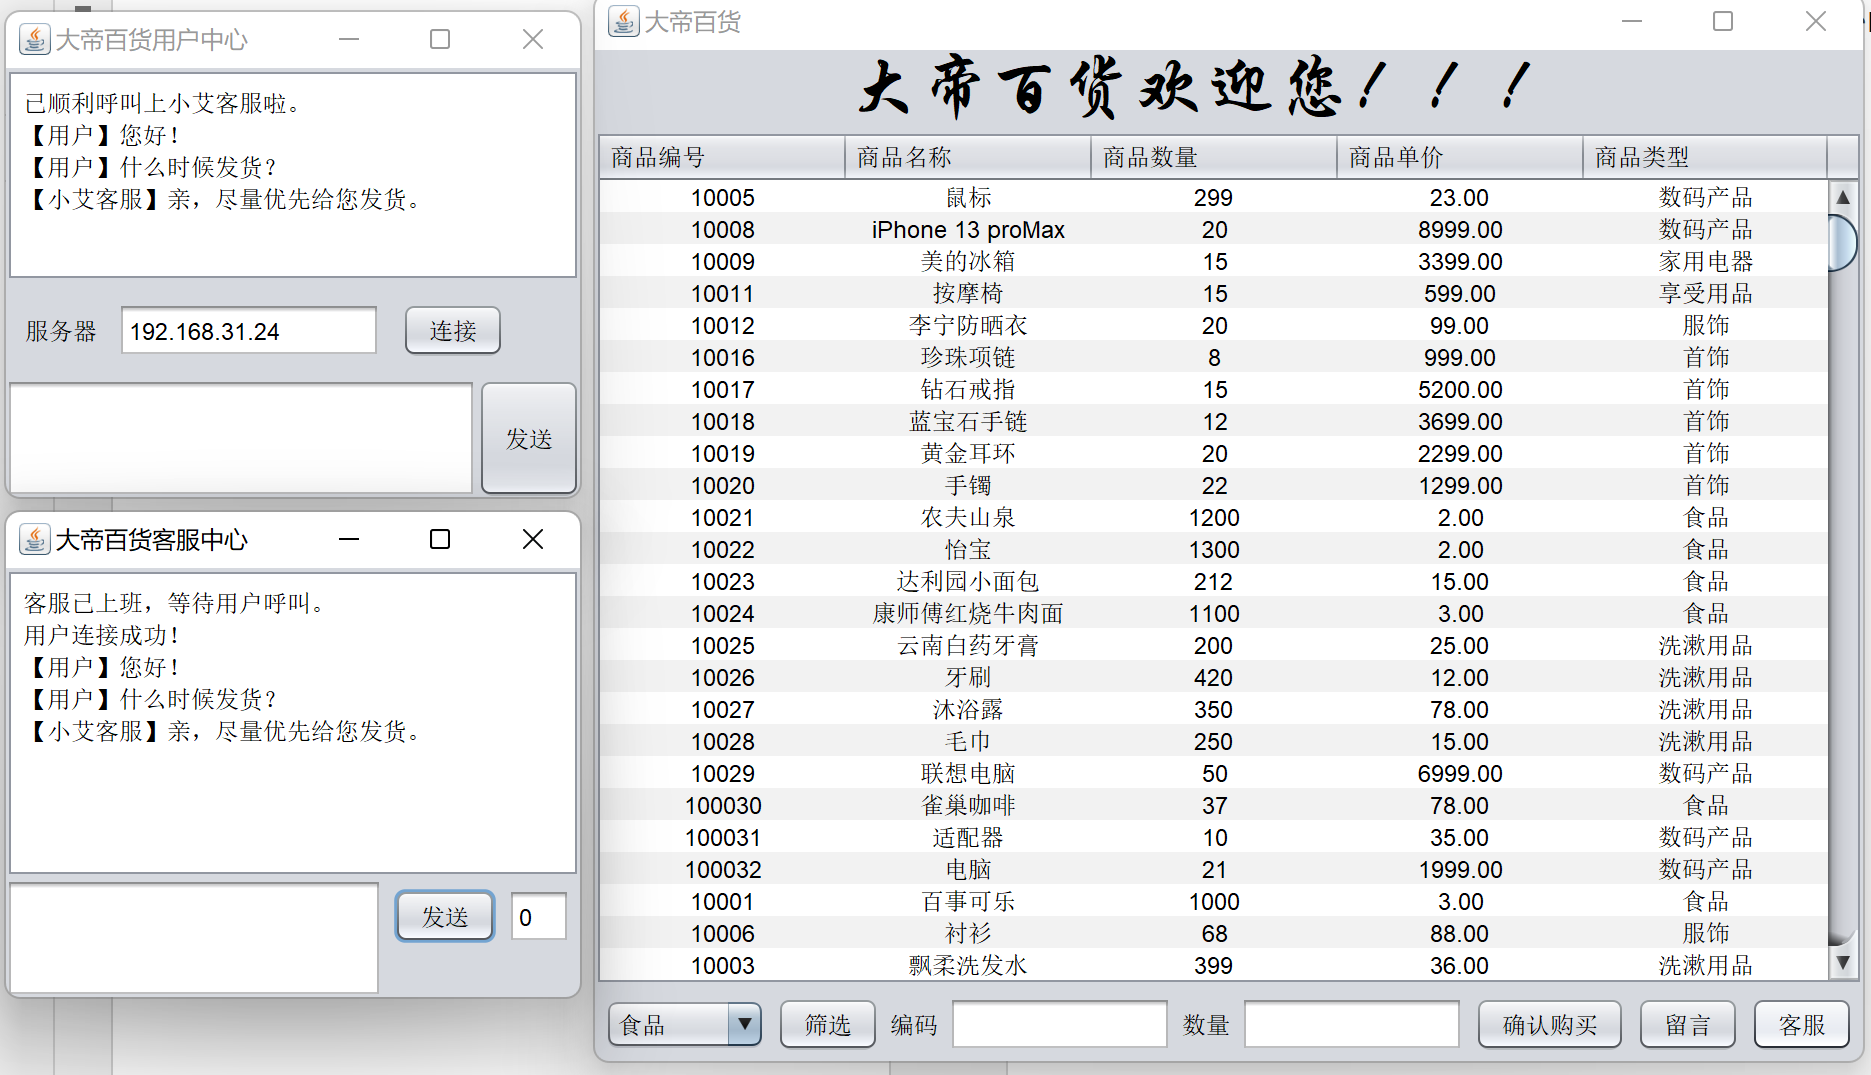 大帝百货用户中心
已顺利呼叫上小艾客服啦。
【用户】您好！
【用户】什么时候发货？
【小艾客服】亲，尽量优先给您发货。
服务器 192.168.31.24 连接
发送
大帝百货客服中心
客服已上班，等待用户呼叫。
用户连接成功！
【用户】您好！
【用户】什么时候发货？
【小艾客服】亲，尽量优先给您发货。
发送 0
大帝百货
大帝百货欢迎您！！！
商品编号 商品名称 商品数量 商品单价 商品类型
10005 鼠标 299 23.00 数码产品
10008 iPhone 13 proMax 20 8999.00 数码产品
10009 美的冰箱 15 3399.00 家用电器
10011 按摩椅 15 599.00 享受用品
10012 李宁防晒衣 20 99.00 服饰
10016 珍珠项链 8 999.00 首饰
10017 钻石戒指 15 5200.00 首饰
10018 蓝宝石手链 12 3699.00 首饰
10019 黄金耳环 20 2299.00 首饰
10020 手镯 22 1299.00 首饰
10021 农夫山泉 1200 2.00 食品
10022 怡宝 1300 2.00 食品
10023 达利园小面包 212 15.00 食品
10024 康师傅红烧牛肉面 1100 3.00 食品
10025 云南白药牙膏 200 25.00 洗漱用品
10026 牙刷 420 12.00 洗漱用品
10027 沐浴露 350 78.00 洗漱用品
10028 毛巾 250 15.00 洗漱用品
10029 联想电脑 50 6999.00 数码产品
100030 雀巢咖啡 37 78.00 食品
100031 适配器 10 35.00 数码产品
100032 电脑 21 1999.00 数码产品
10001 百事可乐 1000 3.00 食品
10006 衬衫 68 88.00 服饰
10003 飘柔洗发水 399 36.00 洗漱用品
食品 筛选 编码 数量 确认购买 留言 客服